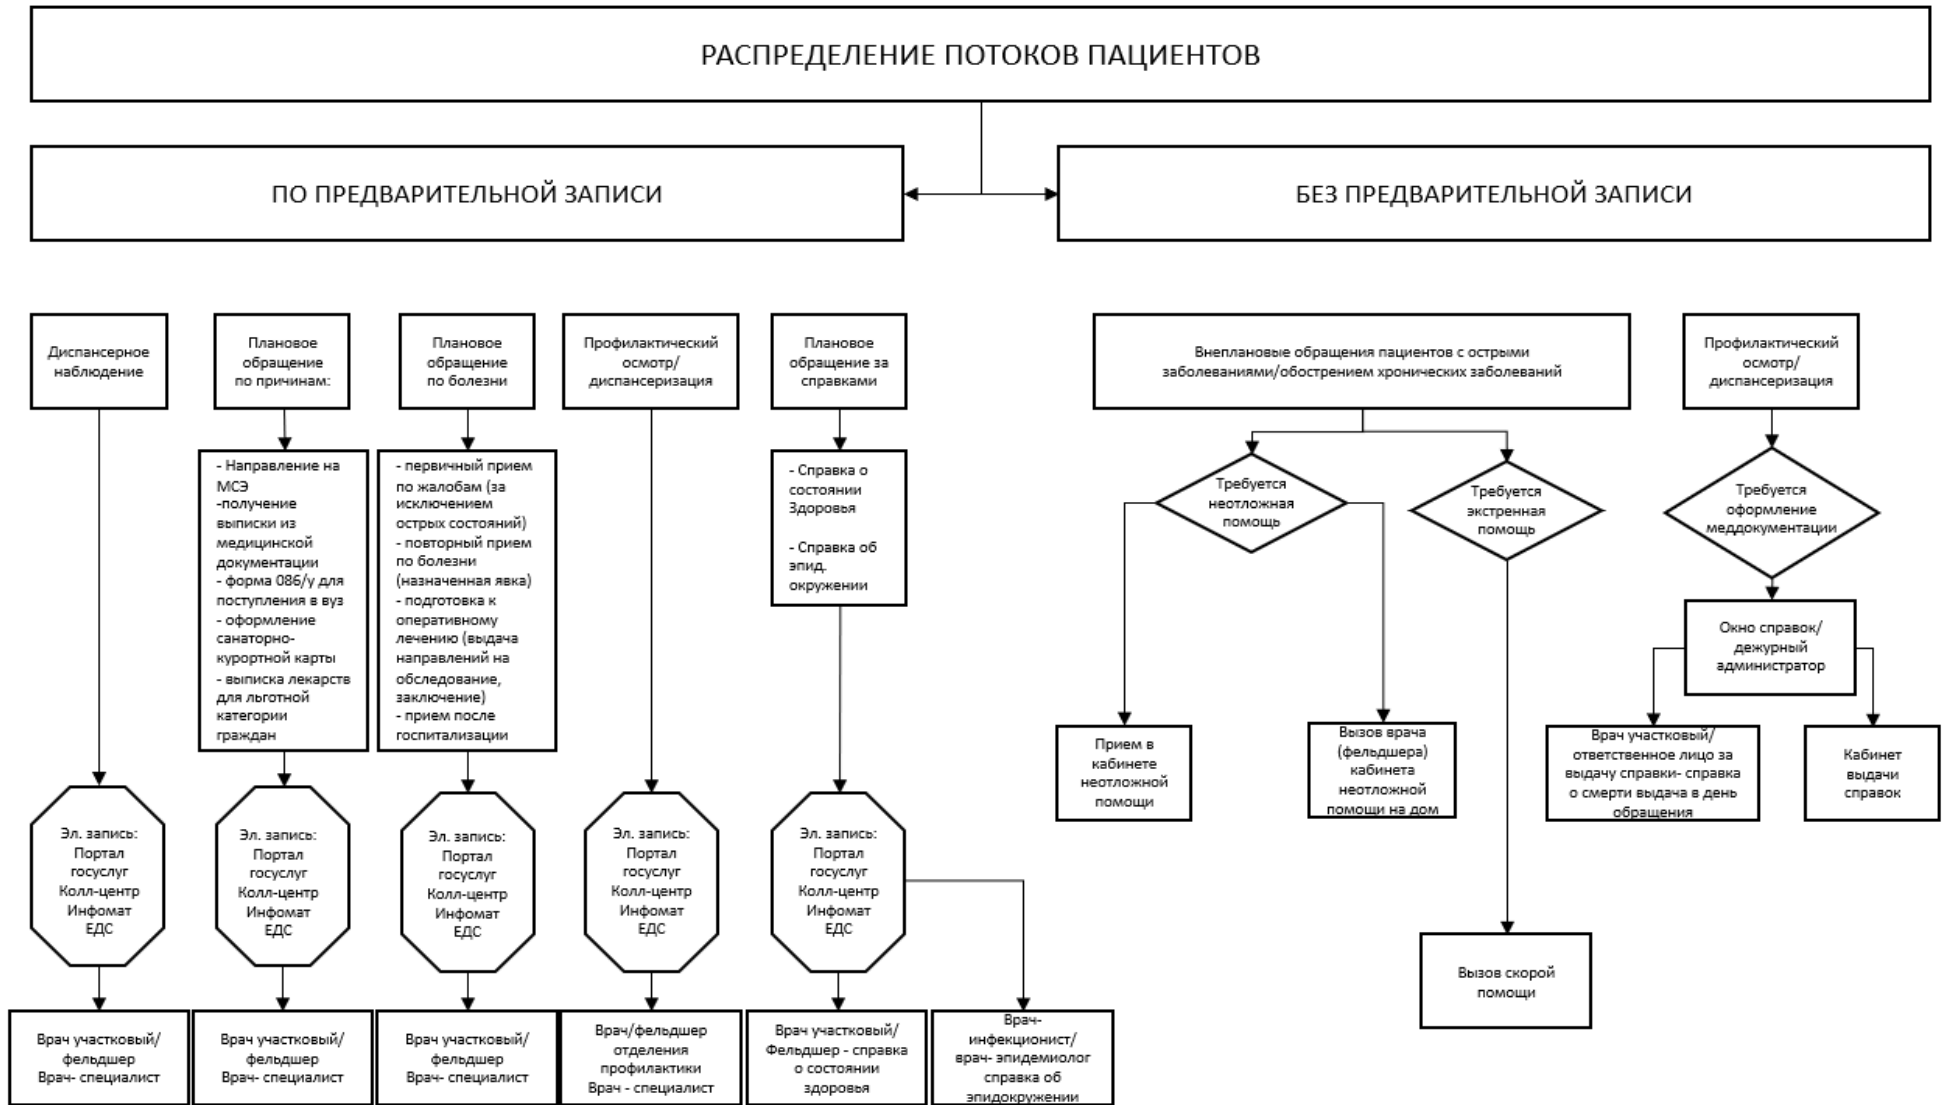 РАСПРЕДЕЛЕНИЕ ПОТОКОВ ПАЦИЕНТОВ
ПО ПРЕДВАРИТЕЛЬНОЙ ЗАПИСИ
БЕЗ ПРЕДВАРИТЕЛЬНОЙ ЗАПИСИ
Диспансерное
наблюдение
Плановое
обращение
по причинам:
Плановое
обращение
по болезни
Профилактический
осмотр/
диспансеризация
Плановое
обращение за
справками
Внеплановые обращения пациентов с острыми
заболеваниями/обострением хронических заболеваний
Профилактический
осмотр/
диспансеризация
- Направление на
МСЭ
-получение
выписки из
медицинской
документации
- форма 086/у для
поступления в вуз
- оформление
санаторно-
курортной карты
- выписка лекарств
для льготной
категории
граждан
- первичный прием
по жалобам (за
исключением
острых состояний)
- повторный прием
по болезни
(назначенная явка)
- подготовка к
оперативному
лечению (выдача
направлений на
обследование,
заключение)
- прием после
госпитализации
- Справка о
состоянии
Здоровья
- Справка об
эпид.
окружении
Требуется
неотложная
помощь
Требуется
экстренная
помощь
Требуется
оформление
меддокументации
Окно справок/
дежурный
администратор
Прием в
кабинете
неотложной
помощи
Вызов врача
(фельдшера)
кабинета
неотложной
помощи на дом
Врач участковый/
ответственное лицо за
выдачу справки- справка
о смерти выдача в день
обращения
Кабинет
выдачи
справок
Эл. запись:
Портал
госуслуг
Колл-центр
Инфомат
ЕДС
Эл. запись:
Портал
госуслуг
Колл-центр
Инфомат
ЕДС
Эл. запись:
Портал
госуслуг
Колл-центр
Инфомат
ЕДС
Эл. запись:
Портал
госуслуг
Колл-центр
Инфомат
ЕДС
Эл. запись:
Портал
госуслуг
Колл-центр
Инфомат
ЕДС
Вызов скорой
помощи
Врач участковый/
фельдшер
Врач- специалист
Врач участковый/
фельдшер
Врач- специалист
Врач участковый/
фельдшер
Врач- специалист
Врач/фельдшер
отделения
профилактики
Врач - специалист
Врач участковый/
Фельдшер - справка
о состоянии
здоровья
Врач-
инфекционист/
врач- эпидемиолог
справка об
эпидокружении